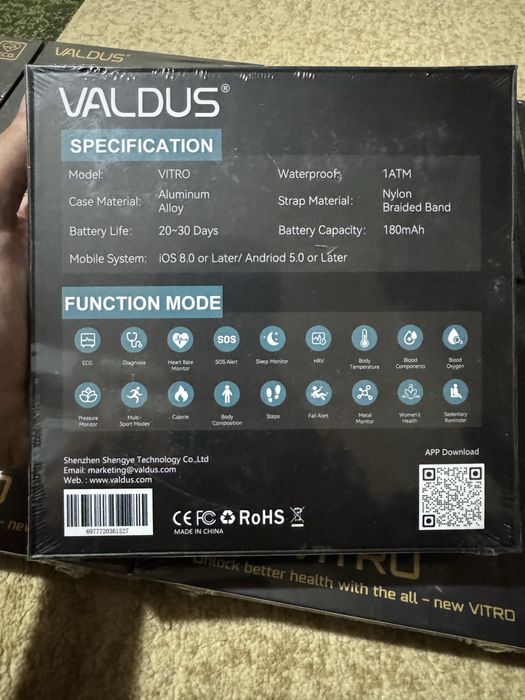 ECG
VALDUS
VALDUS®
SPECIFICATION
Model: VITRO Waterproof: 1ATM
Case Material: Aluminum Alloy Strap Material: Nylon Braided Band
Battery Life: 20~30 Days Battery Capacity: 180mAh
Mobile System: iOS 8.0 or Later/ Andriod 5.0 or Later
FUNCTION MODE
SOS
ECG Diagnosis Heart Rate Monitor SOS Alert Sleep Monitor HRV Body Temperature Blood Components Blood Oxygen
Pressure Monitor Multi-Sport Modes Calorie Body Composition Steps Fall Alert Metal Monitor Women's Health Sedentary Reminder
Shenzhen Shengye Technology Co.,Ltd
Email: marketing@valdus.com
Web. : www.valdus.com
APP Download
6977720361527
CE FC RoHS
MADE IN CHINA
VITRO
Unlock better health with the all - new VITRO